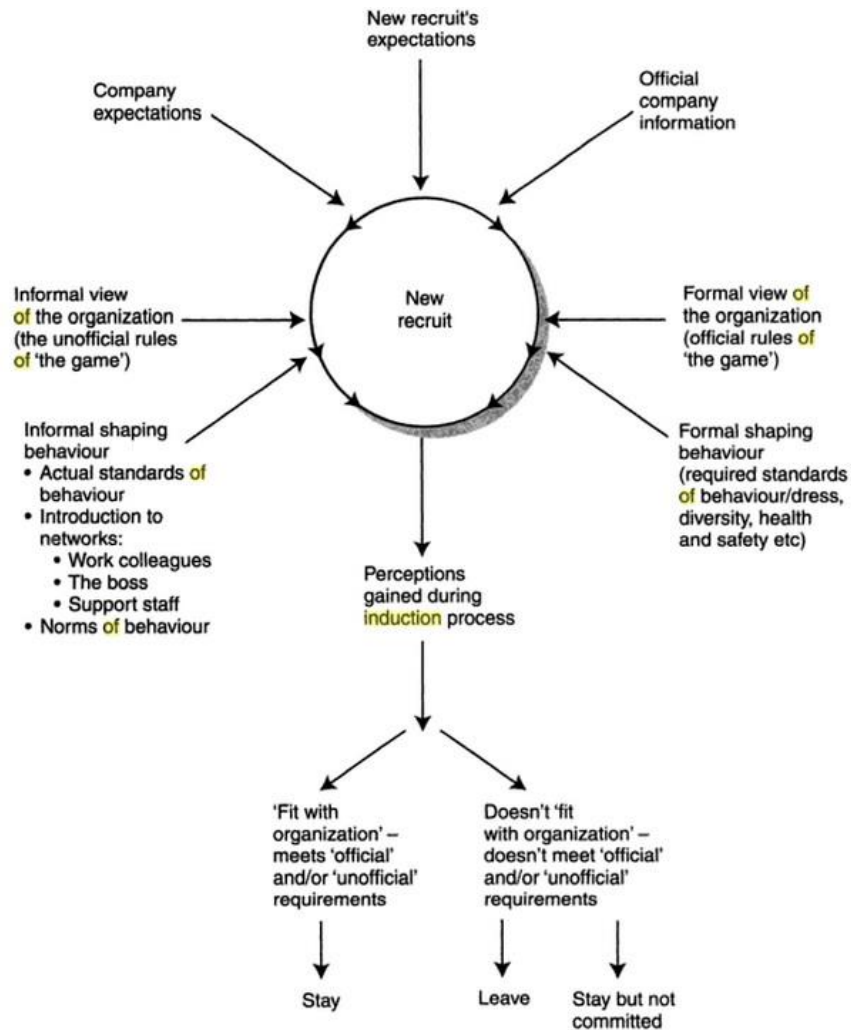 New recruit's
expectations
Company
expectations
Official
company
information
Informal view
of the organization
(the unofficial rules
of 'the game')
New
recruit
Formal view of
the organization
(official rules of
'the game')
Informal shaping
behaviour
• Actual standards of
behaviour
• Introduction to
networks:
• Work colleagues
• The boss
• Support staff
• Norms of behaviour
Formal shaping
behaviour
(required standards
of behaviour/dress,
diversity, health
and safety etc)
Perceptions
gained during
induction process
'Fit with
organization' –
meets 'official'
and/or 'unofficial'
requirements
Doesn't 'fit
with organization' –
doesn't meet 'official'
and/or 'unofficial'
requirements
Stay
Leave
Stay but not
committed